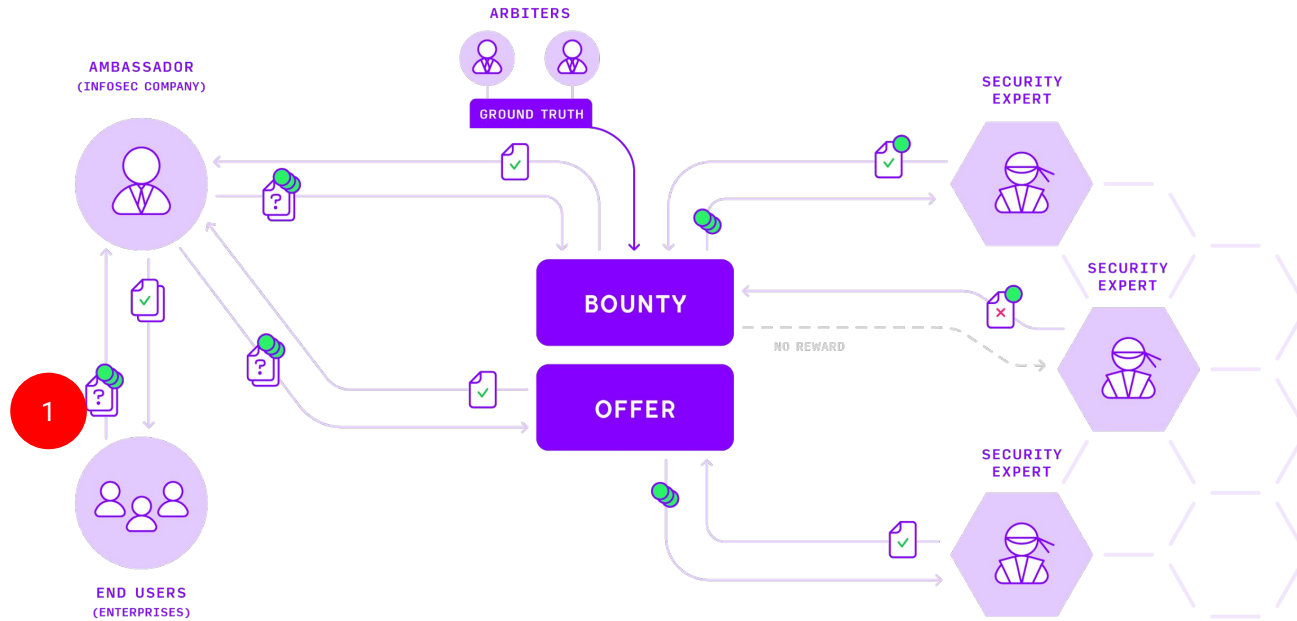 ARBITERS
AMBASSADOR
(INFOSEC COMPANY)
GROUND TRUTH
SECURITY
EXPERT
?
SECURITY
EXPERT
BOUNTY
NO REWARD
?
?
1
OFFER
SECURITY
EXPERT
END USERS
(ENTERPRISES)